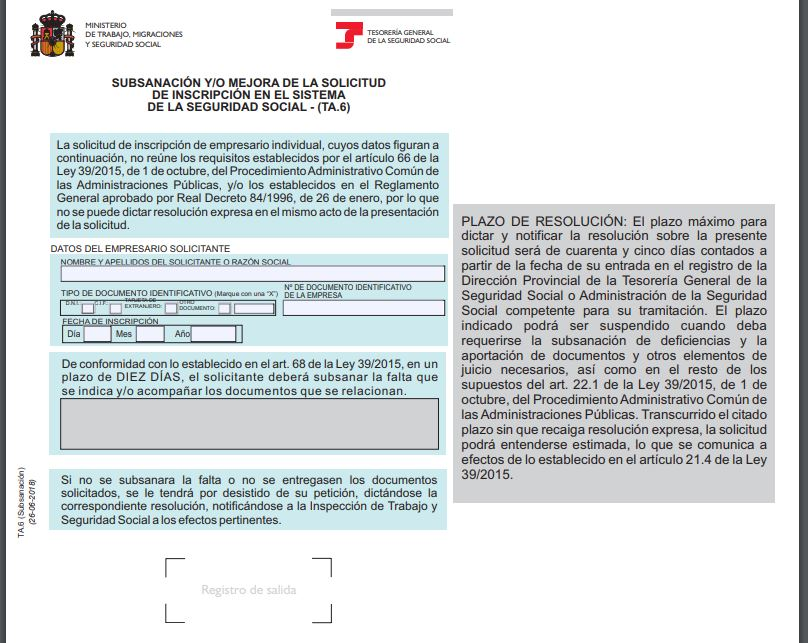 MINISTERIO
DE TRABAJO, MIGRACIONES
Y SEGURIDAD SOCIAL
TESORERÍA GENERAL
DE LA SEGURIDAD SOCIAL
SUBSANACIÓN Y/O MEJORA DE LA SOLICITUD
DE INSCRIPCIÓN EN EL SISTEMA
DE LA SEGURIDAD SOCIAL - (TA.6)
La solicitud de inscripción de empresario individual, cuyos datos figuran a
continuación, no reúne los requisitos establecidos por el artículo 66 de la
Ley 39/2015, de 1 de octubre, del Procedimiento Administrativo Común de
las Administraciones Públicas, y/o los establecidos en el Reglamento
General aprobado por Real Decreto 84/1996, de 26 de enero, por lo que
no se puede dictar resolución expresa en el mismo acto de la presentación
de la solicitud.
DATOS DEL EMPRESARIO SOLICITANTE
NOMBRE Y APELLIDOS DEL SOLICITANTE O RAZÓN SOCIAL
TIPO DE DOCUMENTO IDENTIFICATIVO (Marque con una "X")
D.N.I.: C.I.F.: TARJETA DE EXTRANJERO: OTRO DOCUMENTO:
Nº DE DOCUMENTO IDENTIFICATIVO
DE LA EMPRESA
FECHA DE INSCRIPCIÓN
Día Mes Año
De conformidad con lo establecido en el art. 68 de la Ley 39/2015, en un
plazo de DIEZ DÍAS, el solicitante deberá subsanar la falta que
se indica y/o acompañar los documentos que se relacionan.
Si no se subsanara la falta o no se entregasen los documentos
solicitados, se le tendrá por desistido de su petición, dictándose la
correspondiente resolución, notificándose a la Inspección de Trabajo y
Seguridad Social a los efectos pertinentes.
TA.6 (Subsanación)
(26-06-2018)
Registro de salida
PLAZO DE RESOLUCIÓN: El plazo máximo para
dictar y notificar la resolución sobre la presente
solicitud será de cuarenta y cinco días contados a
partir de la fecha de su entrada en el registro de la
Dirección Provincial de la Tesorería General de la
Seguridad Social o Administración de la Seguridad
Social competente para su tramitación. El plazo
indicado podrá ser suspendido cuando deba
requerirse la subsanación de deficiencias y la
aportación de documentos y otros elementos de
juicio necesarios, así como en el resto de los
supuestos del art. 22.1 de la Ley 39/2015, de 1 de
octubre, del Procedimiento Administrativo Común de
las Administraciones Públicas. Transcurrido el citado
plazo sin que recaiga resolución expresa, la solicitud
podrá entenderse estimada, lo que se comunica a
efectos de lo establecido en el artículo 21.4 de la Ley
39/2015.